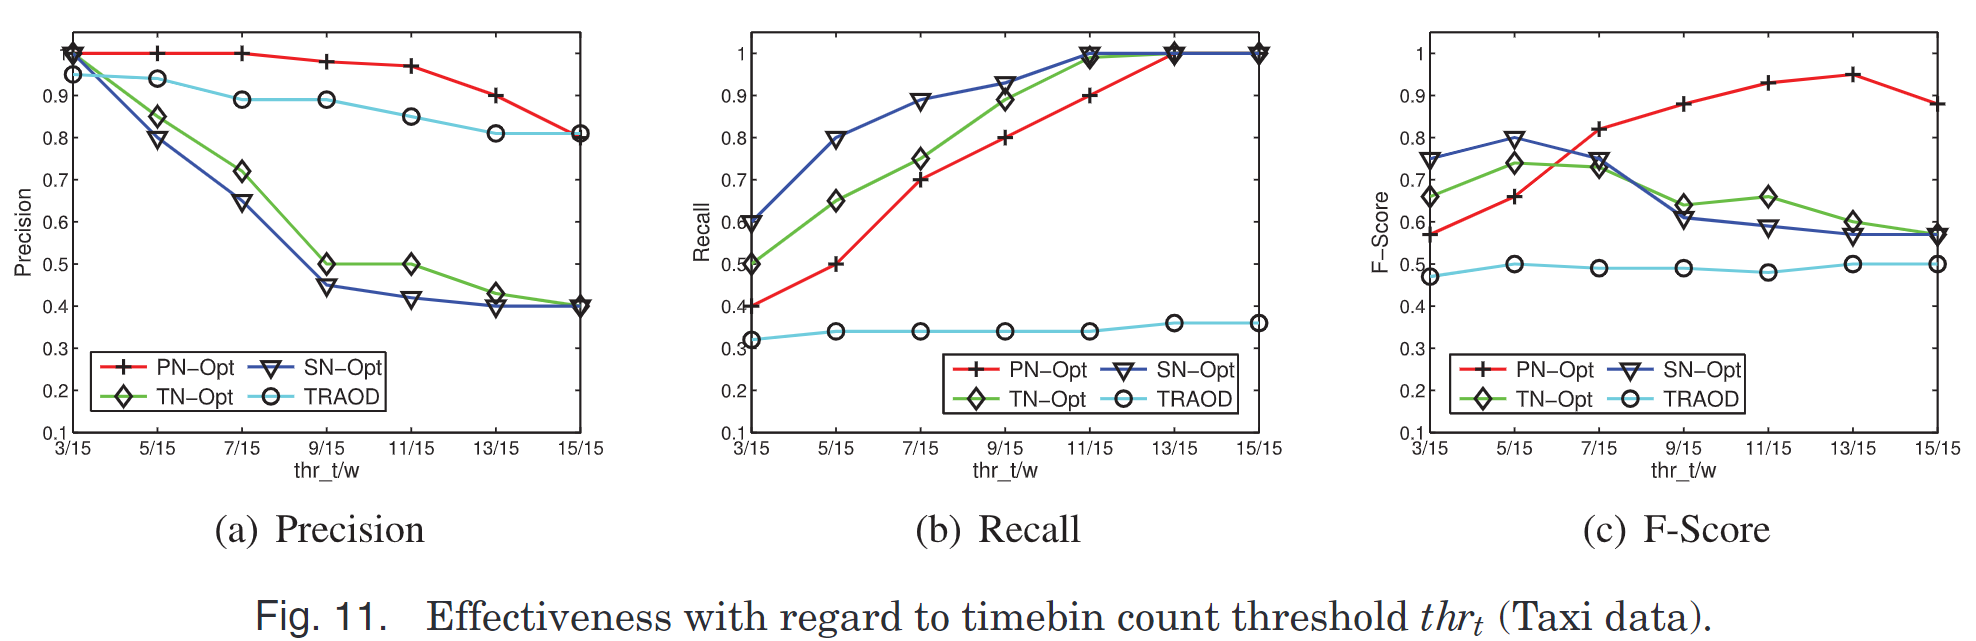 1
0.9
0.8
0.7
0.6
0.5
0.4
0.3
0.2
0.1
Precision
3/15 5/15 7/15 9/15 11/15 13/15 15/15
thr_t/w
PN−Opt SN−Opt
TN−Opt TRAOD
(a) Precision
1
0.9
0.8
0.7
0.6
0.5
0.4
0.3
0.2
0.1
Recall
3/15 5/15 7/15 9/15 11/15 13/15 15/15
thr_t/w
PN−Opt SN−Opt
TN−Opt TRAOD
(b) Recall
1
0.9
0.8
0.7
0.6
0.5
0.4
0.3
0.2
0.1
F−Score
3/15 5/15 7/15 9/15 11/15 13/15 15/15
thr_t/w
PN−Opt SN−Opt
TN−Opt TRAOD
(c) F-Score
Fig. 11. Effectiveness with regard to timebin count threshold thr_t (Taxi data).